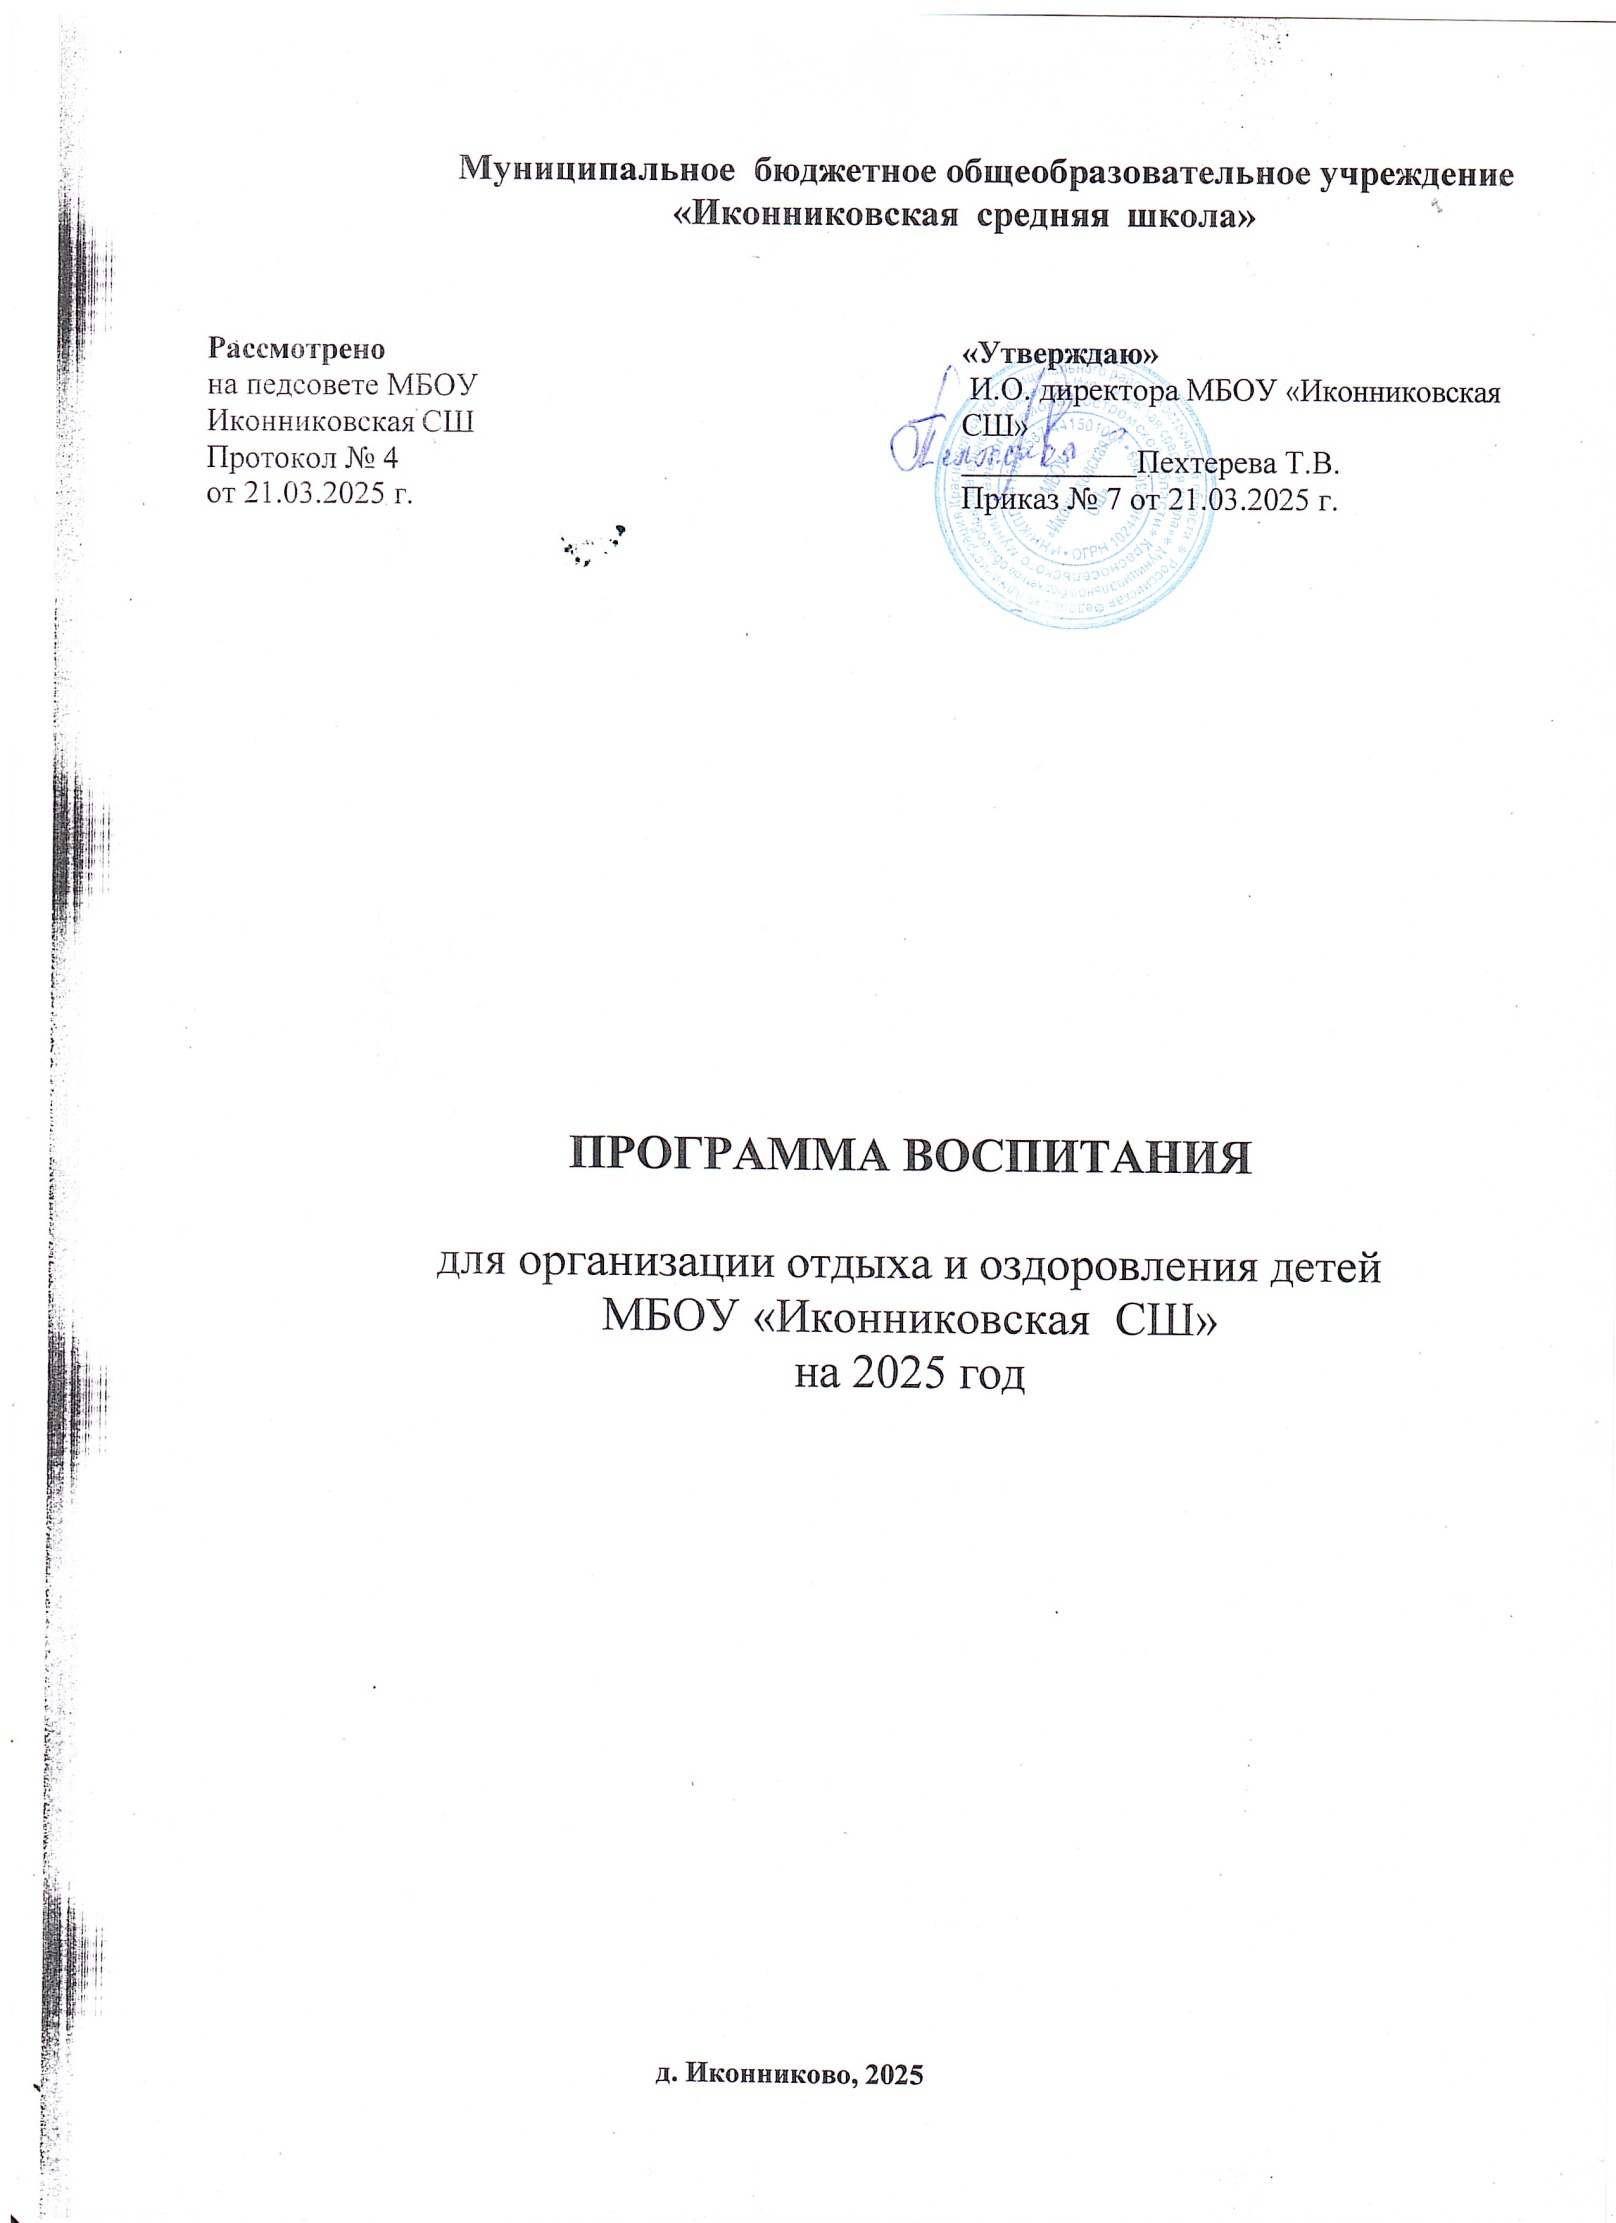 Муниципальное бюджетное общеобразовательное учреждение
«Иконниковская средняя школа»
Рассмотрено
на педсовете МБОУ
Иконниковская СШ
Протокол № 4
от 21.03.2025 г.
«Утверждаю»
И.О. директора МБОУ «Иконниковская
СШ»
____________Пехтерева Т.В.
Приказ № 7 от 21.03.2025 г.
ПРОГРАММА ВОСПИТАНИЯ
для организации отдыха и оздоровления детей
МБОУ «Иконниковская СШ»
на 2025 год
д. Иконниково, 2025